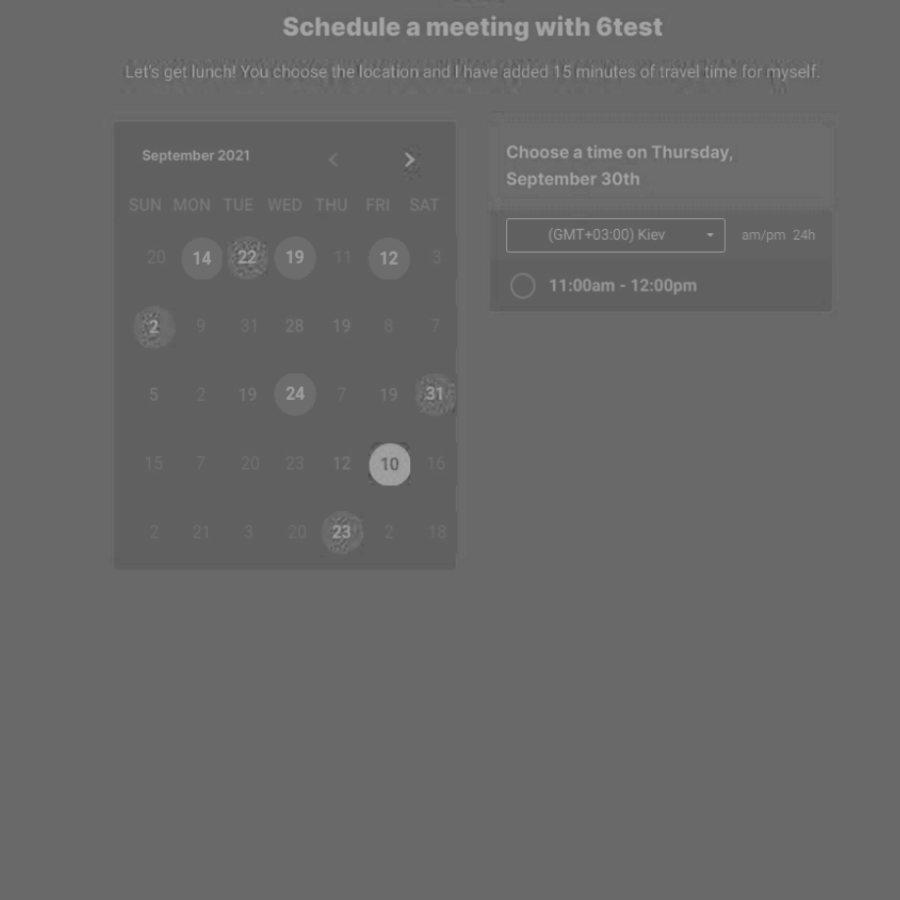 Schedule a meeting with 6test
Let's get lunch! You choose the location and I have added 15 minutes of travel time for myself.
September 2021 < >
SUN MON TUE WED THU FRI SAT
20 14 22 19 11 12 3
2 9 31 28 19 8 7
5 2 19 24 7 19 31
15 7 20 23 12 10 16
2 21 3 20 23 2 18
Choose a time on Thursday,
September 30th
(GMT+03:00) Kiev am/pm 24h
11:00am - 12:00pm